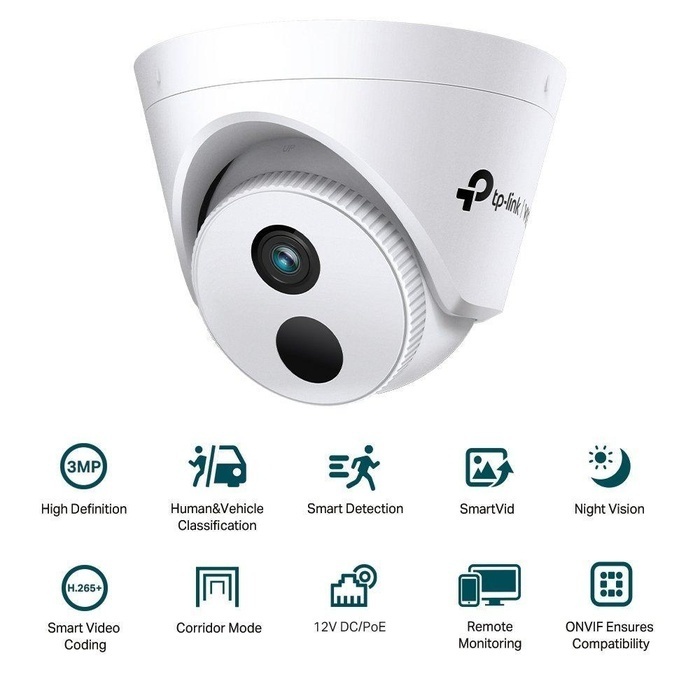 tp-link
3MP
High Definition
Human&Vehicle
Classification
Smart Detection
SmartVid
Night Vision
H.265+
Smart Video
Coding
Corridor Mode
12V DC/PoE
Remote
Monitoring
ONVIF Ensures
Compatibility